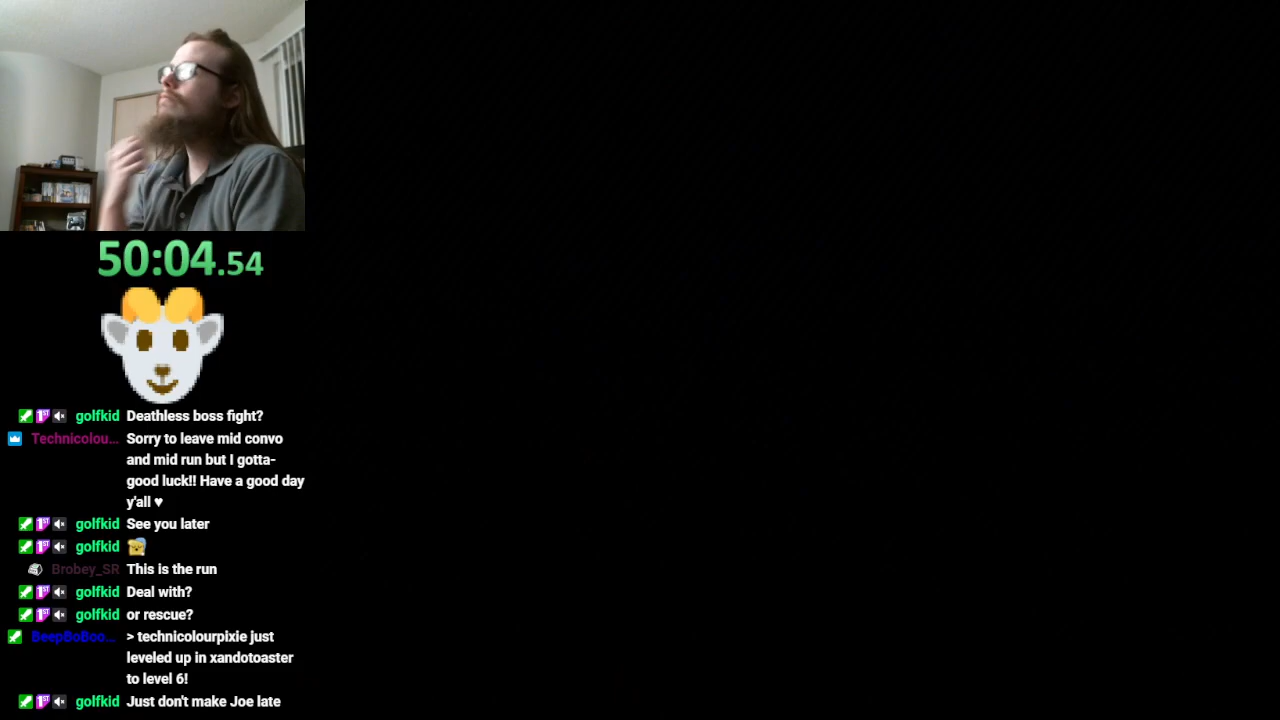 50:04.54
golfkid Deathless boss fight?
Technicolou... Sorry to leave mid convo
and mid run but I gotta-
good luck!! Have a good day
y'all ♥
golfkid See you later
golfkid
Brobey_SR This is the run
golfkid Deal with?
golfkid or rescue?
BeepBoBoo... > technicolourpixie just
leveled up in xandotoaster
to level 6!
golfkid Just don't make Joe late